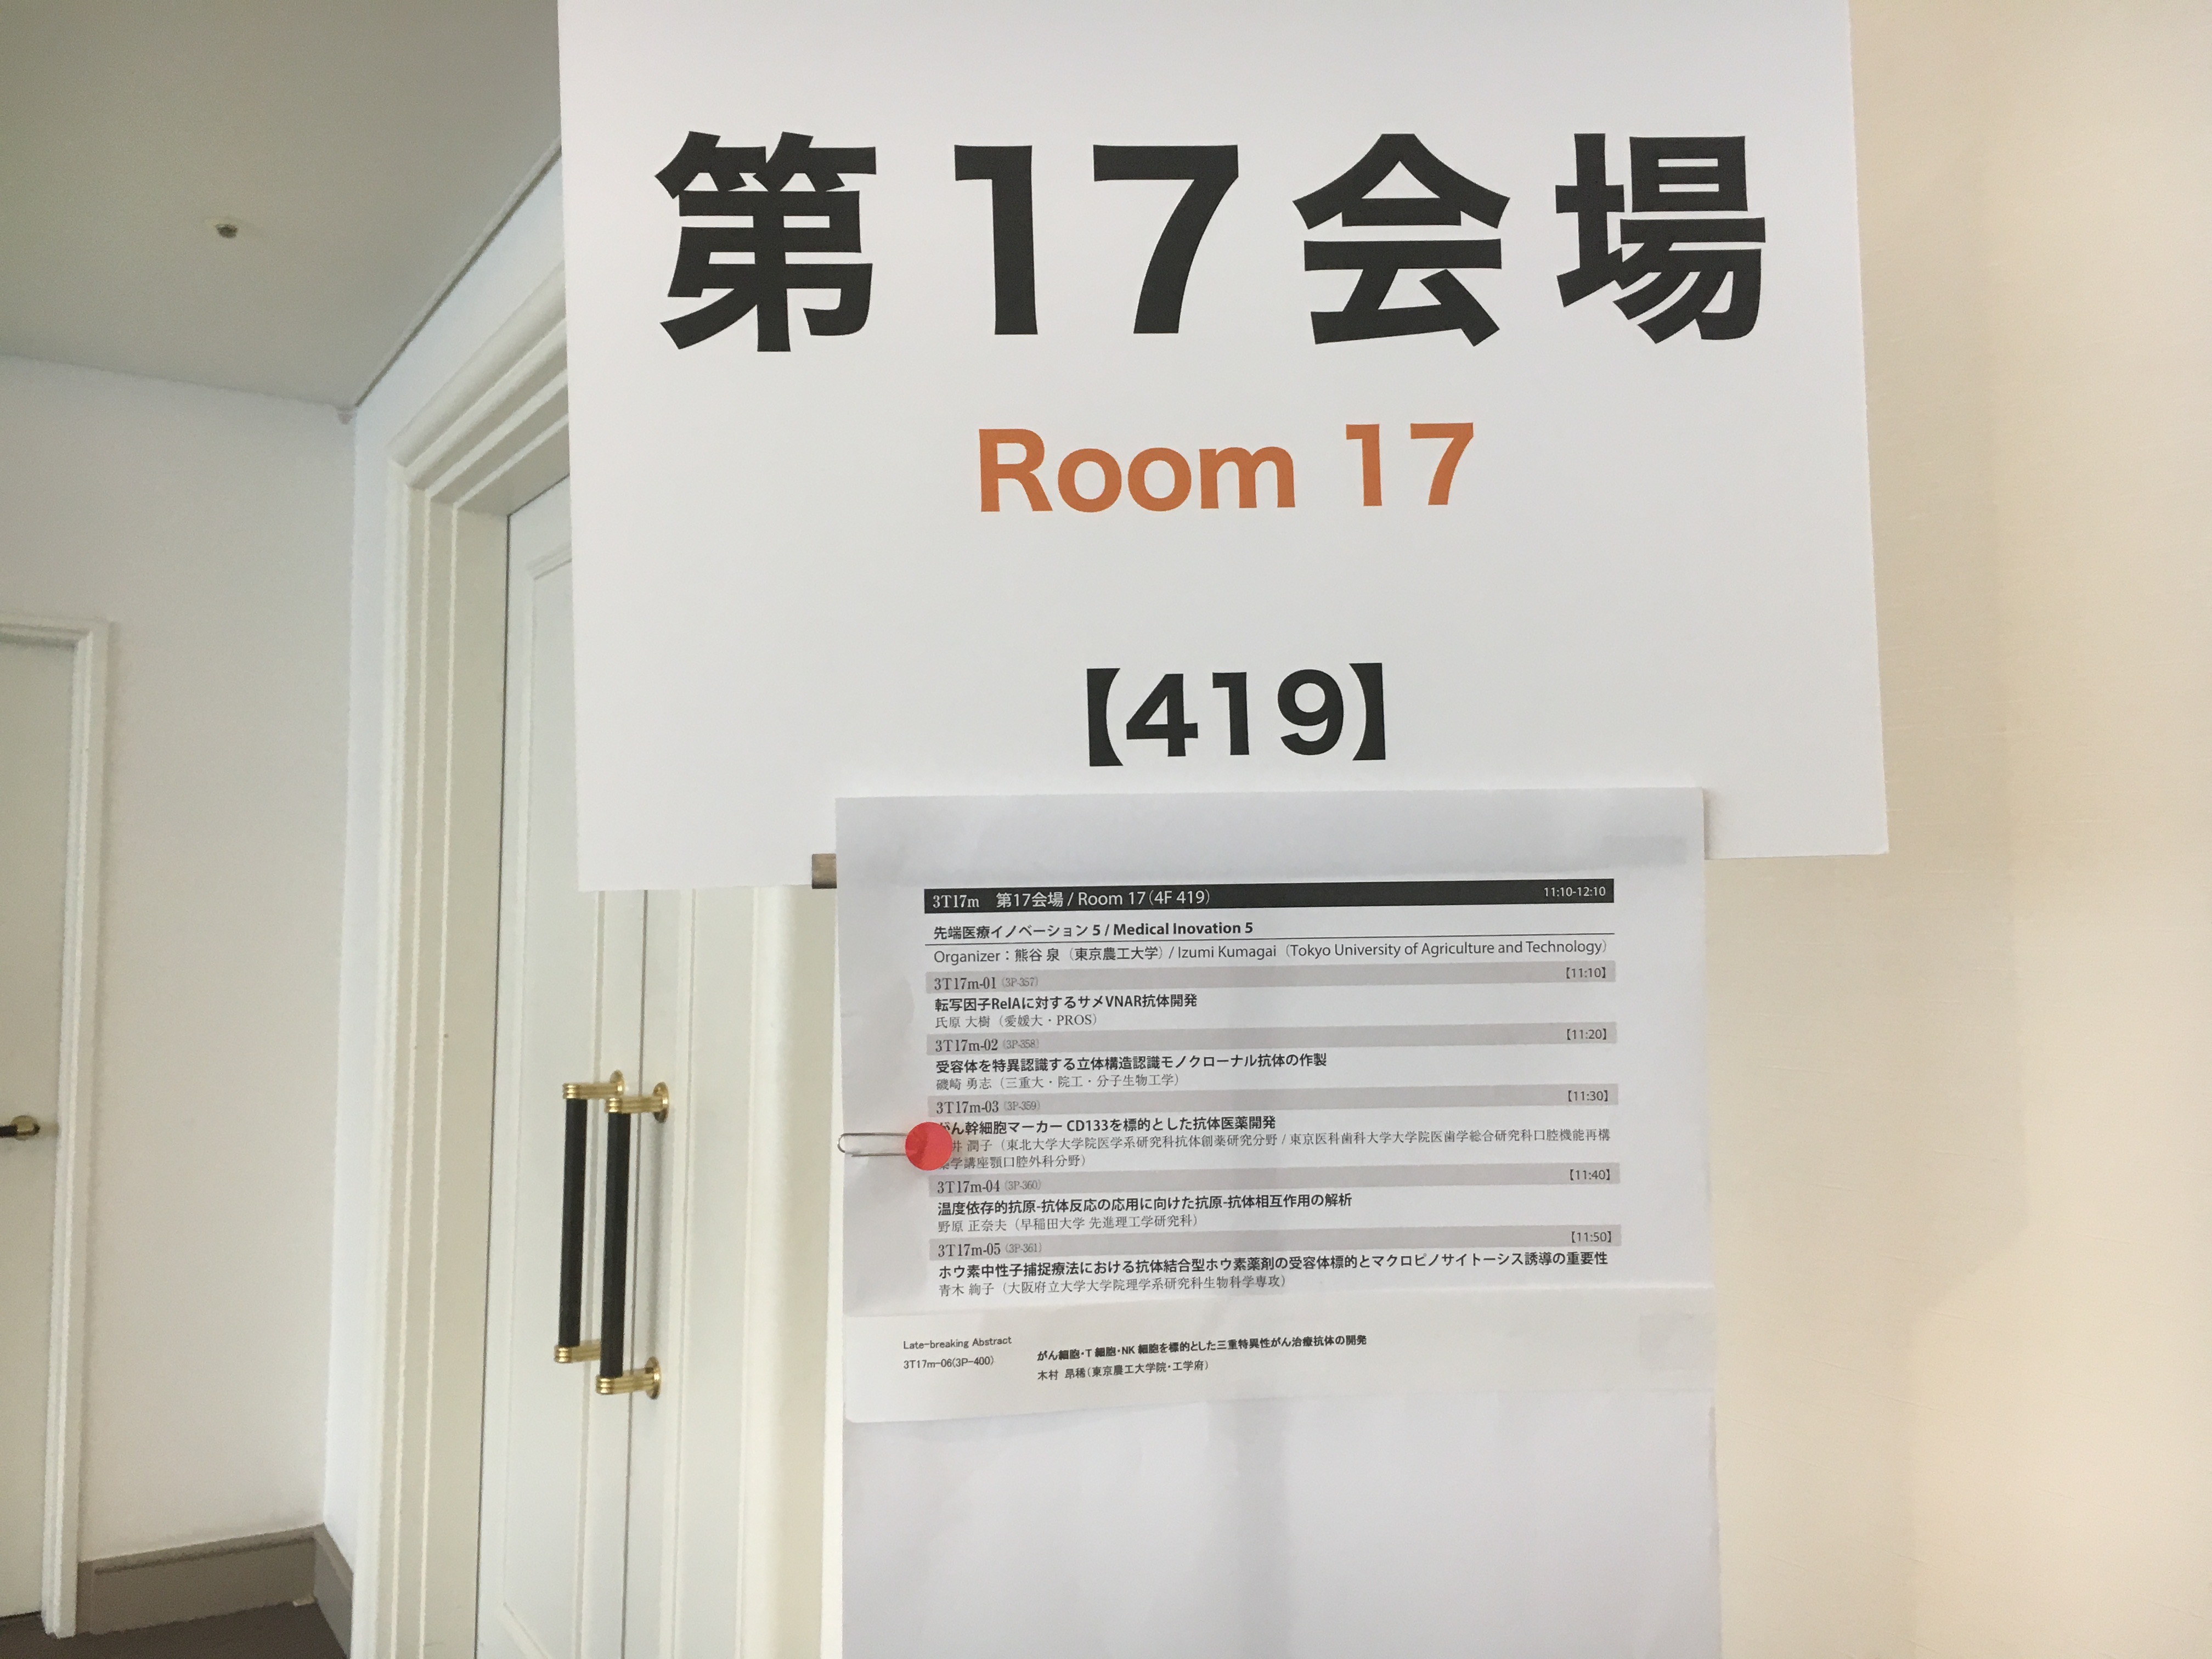 第17会場
Room 17
【419】
3T17m 第17会場 / Room 17(4F 419) 11:10-12:10
先端医療イノベーション 5 / Medical Inovation 5
Organizer：熊谷 泉（東京農工大学）/ Izumi Kumagai（Tokyo University of Agriculture and Technology）
3T17m-01 (3P-357) 【11:10】
転写因子RelAに対するサメVNAR抗体開発
氏原 大樹（愛媛大・PROS）
3T17m-02 (3P-358) 【11:20】
受容体を特異認識する立体構造認識モノクローナル抗体の作製
磯崎 勇志（三重大・院工・分子生物工学）
3T17m-03 (3P-359) 【11:30】
ん幹細胞マーカー CD133を標的とした抗体医薬開発
井 潤子（東北大学大学院医学系研究科抗体創薬研究分野 / 東京医科歯科大学大学院医歯学総合研究科口腔機能再構
学講座顎口腔外科分野）
3T17m-04 (3P-360) 【11:40】
温度依存的抗原-抗体反応の応用に向けた抗原-抗体相互作用の解析
野原 正奈夫（早稲田大学 先進理工学研究科）
3T17m-05 (3P-361) 【11:50】
ホウ素中性子捕捉療法における抗体結合型ホウ素薬剤の受容体標的とマクロピノサイトーシス誘導の重要性
青木 絢子（大阪府立大学大学院理学系研究科生物科学専攻）
Late-breaking Abstract
3T17m-06(3P-400) がん細胞・T 細胞・NK 細胞を標的とした三重特異性がん治療抗体の開発
木村 昂稀（東京農工大学院・工学府）